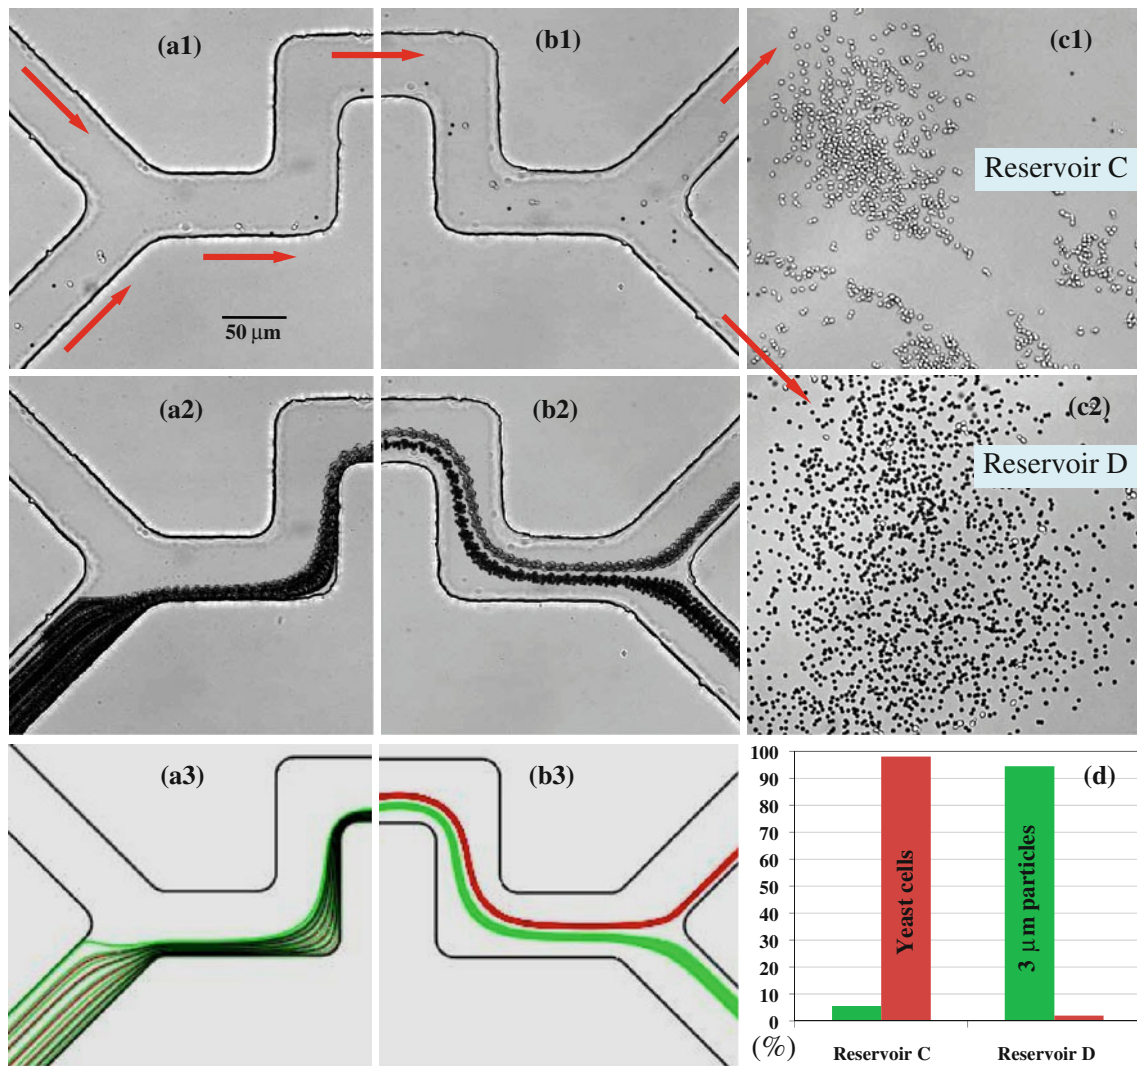 (a1)
(b1)
(c1)
Reservoir C
50 μm
(a2)
(b2)
(c2)
Reservoir D
(a3)
(b3)
(d)
100
90
80
70
60
50
40
30
20
10
0
(%)
Yeast cells
3 μm particles
Reservoir C
Reservoir D